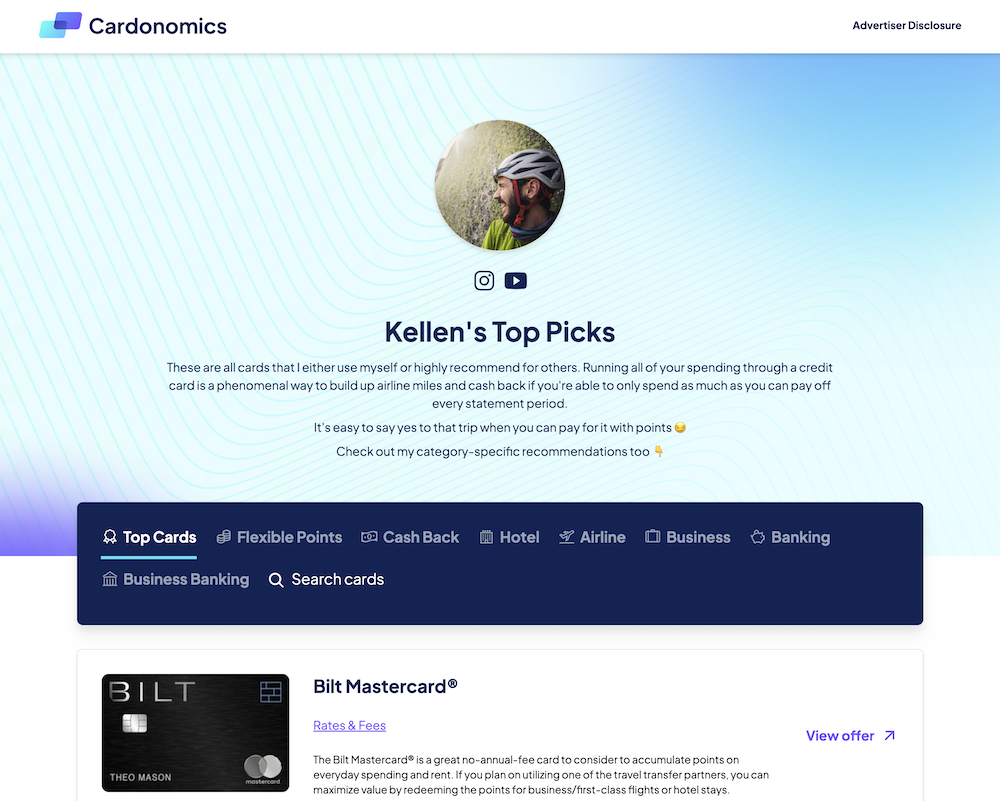 Cardonomics
Advertiser Disclosure
Kellen's Top Picks
These are all cards that I either use myself or highly recommend for others. Running all of your spending through a credit
card is a phenomenal way to build up airline miles and cash back if you're able to only spend as much as you can pay off
every statement period.
It's easy to say yes to that trip when you can pay for it with points 😏
Check out my category-specific recommendations too 👇
Top Cards Flexible Points Cash Back Hotel Airline Business Banking
Business Banking Search cards
BILT
THEO MASON
mastercard
Bilt Mastercard®
Rates & Fees
View offer
The Bilt Mastercard® is a great no-annual-fee card to consider to accumulate points on
everyday spending and rent. If you plan on utilizing one of the travel transfer partners, you can
maximize value by redeeming the points for business/first-class flights or hotel stays.